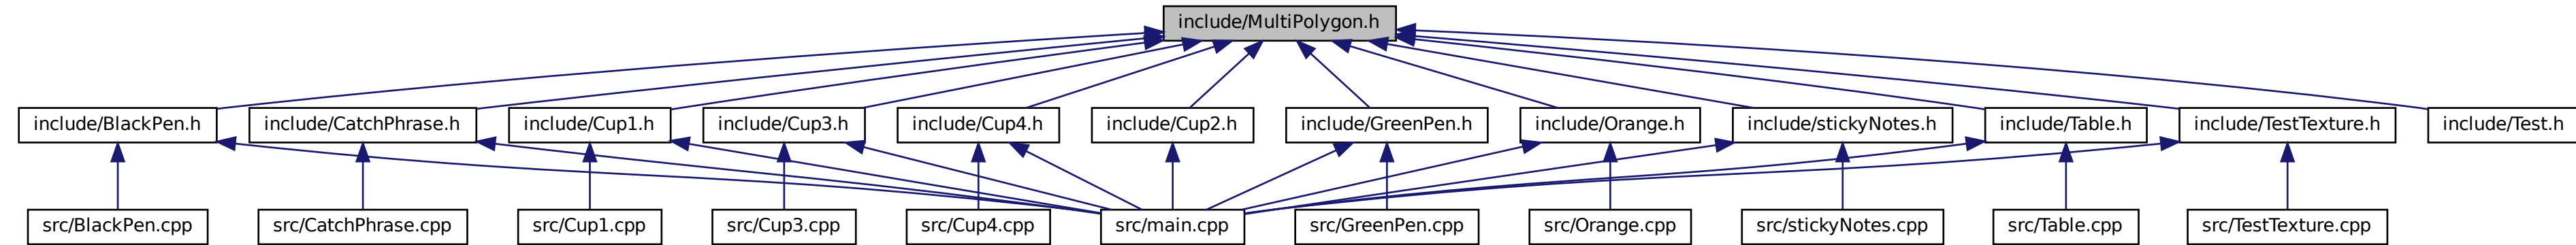 include/MultiPolygon.h
include/BlackPen.h
include/CatchPhrase.h
include/Cup1.h
include/Cup3.h
include/Cup4.h
include/Cup2.h
include/GreenPen.h
include/Orange.h
include/stickyNotes.h
include/Table.h
include/TestTexture.h
include/Test.h
src/BlackPen.cpp
src/CatchPhrase.cpp
src/Cup1.cpp
src/Cup3.cpp
src/Cup4.cpp
src/main.cpp
src/GreenPen.cpp
src/Orange.cpp
src/stickyNotes.cpp
src/Table.cpp
src/TestTexture.cpp